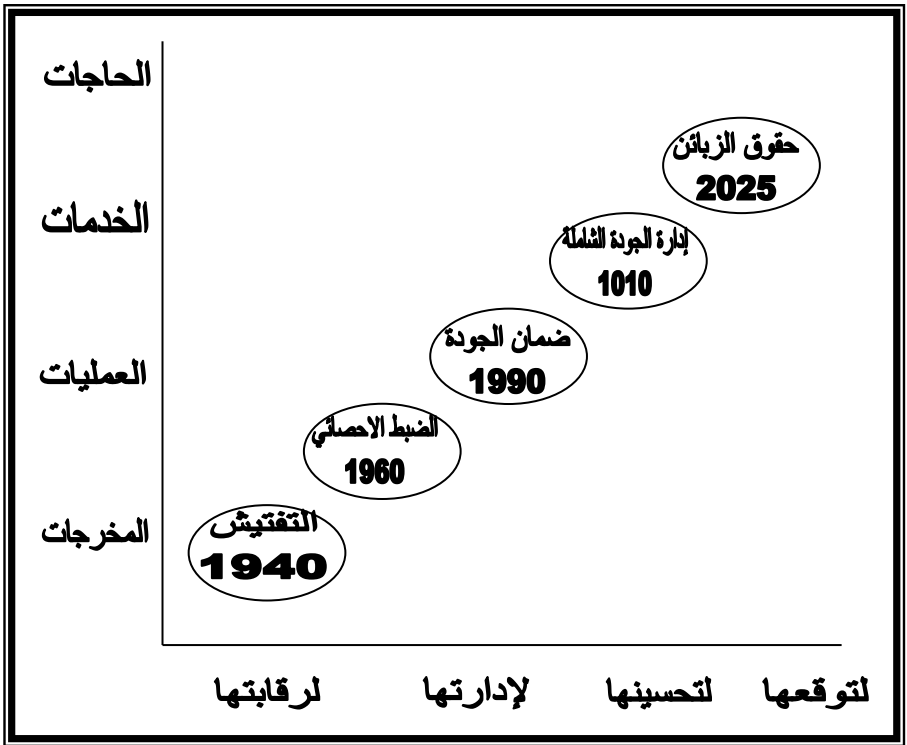 الحاجات
حقوق الزبائن
2025
الخدمات
إدارة الجودة الشاملة
1010
ضمان الجودة
1990
العمليات
الضبط الاحصائي
1960
المخرجات
التفتيش
1940
لرقابتها
لإدارتها
لتحسينها
لتوقعها